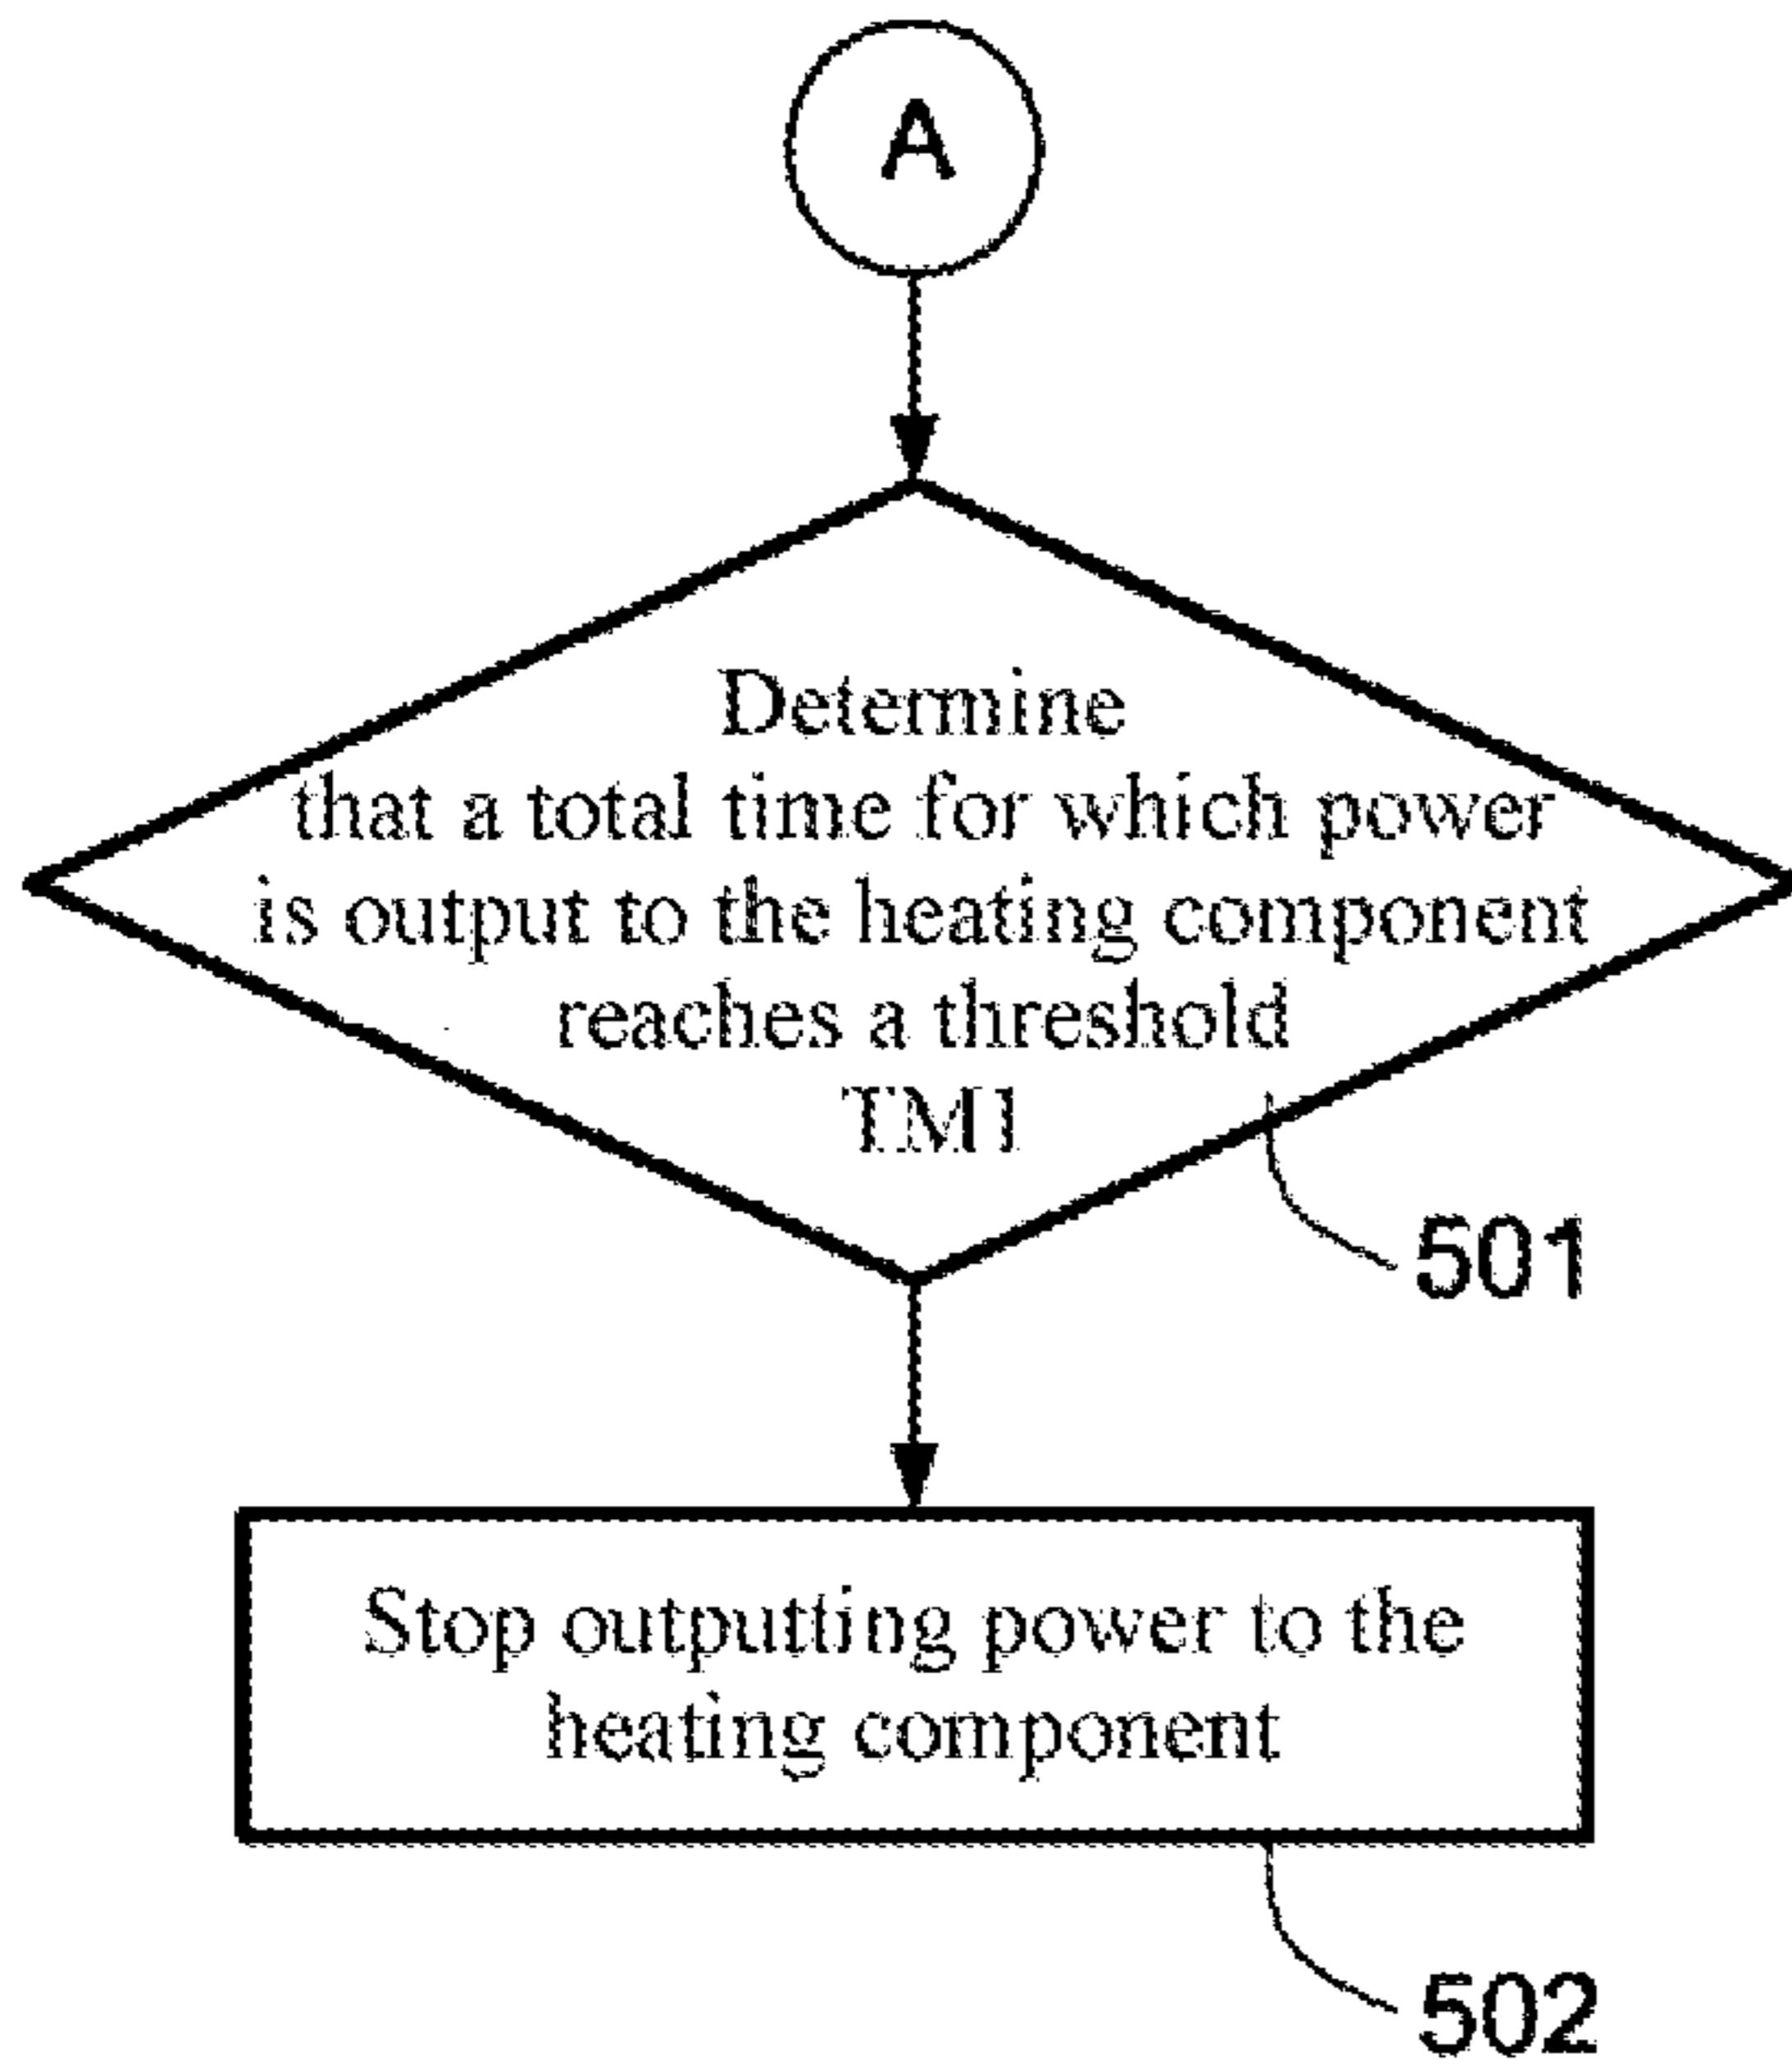 A
Determine
that a total time for which power
is output to the heating component
reaches a threshold
TM1
501
Stop outputting power to the
heating component
502